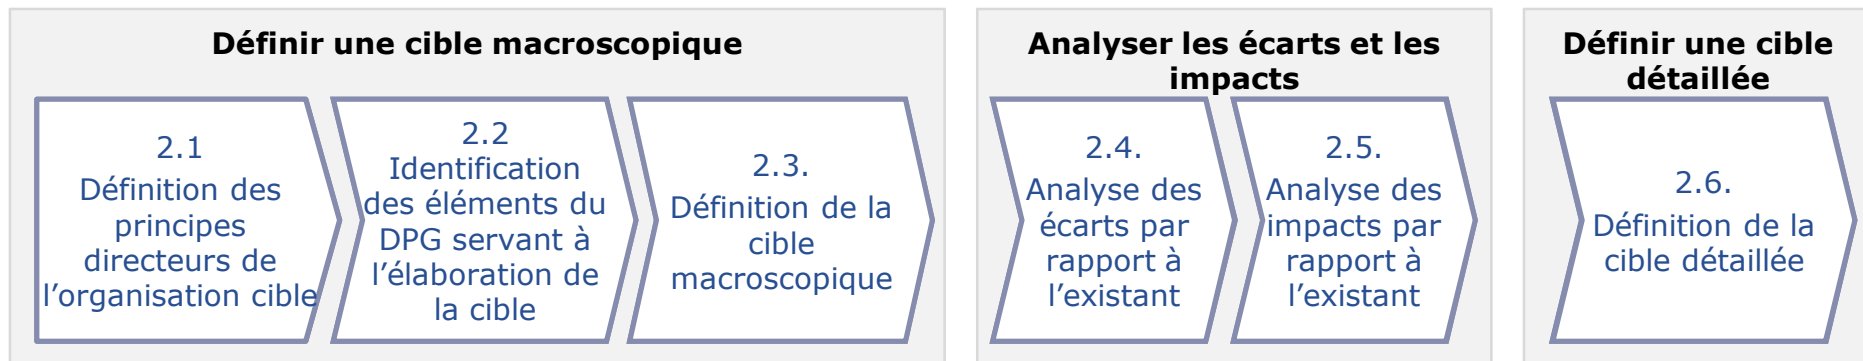 Définir une cible macroscopique
2.1
Définition des
principes
directeurs de
l’organisation cible
2.2
Identification
des éléments du
DPG servant à
l’élaboration de
la cible
2.3.
Définition de la
cible
macroscopique
Analyser les écarts et les
impacts
2.4.
Analyse des
écarts par
rapport à
l’existant
2.5.
Analyse des
impacts par
rapport à
l’existant
Définir une cible
détaillée
2.6.
Définition de la
cible détaillée